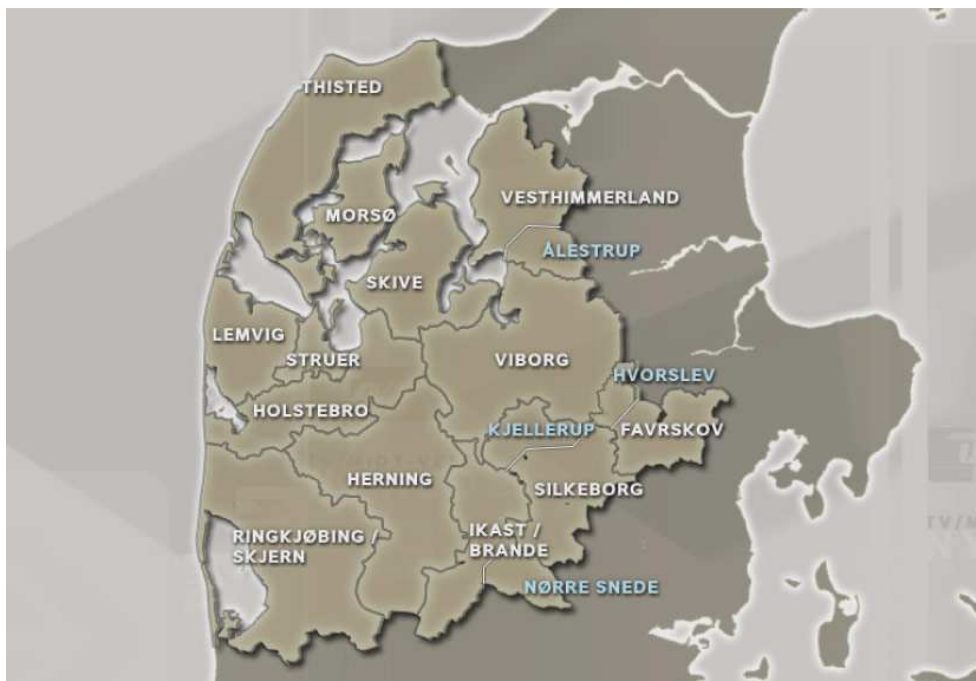 THISTED
MORSØ
VESTHIMMERLAND
ÅLESTRUP
SKIVE
LEMVIG
STRUER
VIBORG
HVORSLEV
HOLSTEBRO
KJELLERUP
FAVRSKOV
HERNING
SILKEBORG
RINGKJØBING /
SKJERN
IKAST /
BRANDE
NØRRE SNEDE